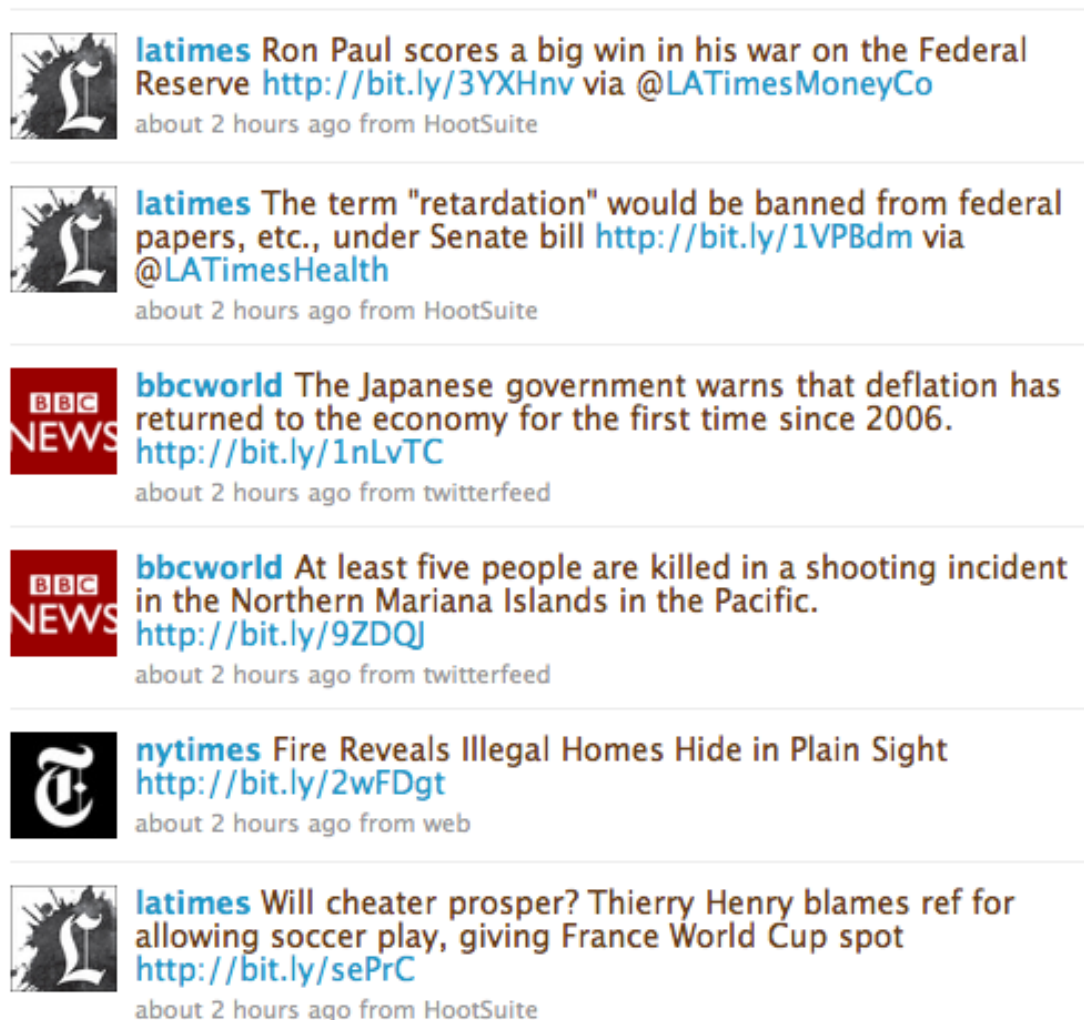 latimes Ron Paul scores a big win in his war on the Federal
Reserve http://bit.ly/3YXHnv via @LATimesMoneyCo
about 2 hours ago from HootSuite
latimes The term "retardation" would be banned from federal
papers, etc., under Senate bill http://bit.ly/1VPBdm via
@LATimesHealth
about 2 hours ago from HootSuite
BBC
NEWS
bbcworld The Japanese government warns that deflation has
returned to the economy for the first time since 2006.
http://bit.ly/1nLvTC
about 2 hours ago from twitterfeed
BBC
NEWS
bbcworld At least five people are killed in a shooting incident
in the Northern Mariana Islands in the Pacific.
http://bit.ly/9ZDQJ
about 2 hours ago from twitterfeed
nytimes Fire Reveals Illegal Homes Hide in Plain Sight
http://bit.ly/2wFDgt
about 2 hours ago from web
latimes Will cheater prosper? Thierry Henry blames ref for
allowing soccer play, giving France World Cup spot
http://bit.ly/sePrC
about 2 hours ago from HootSuite